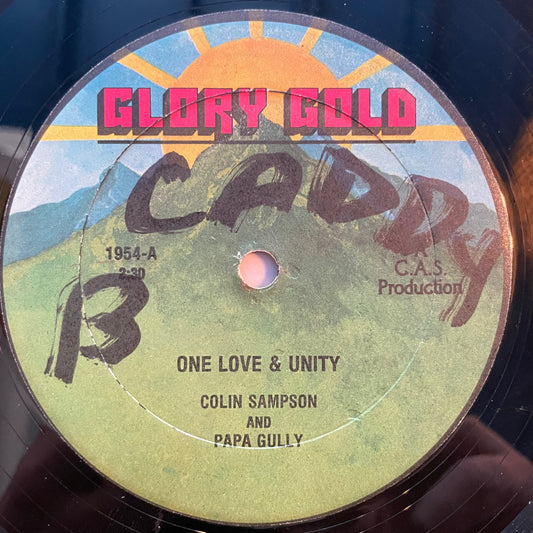 GLORY GOLD
CADDY
1954-A
2:30
C.A.S.
Production
B
ONE LOVE & UNITY
COLIN SAMPSON
AND
PAPA GULLY